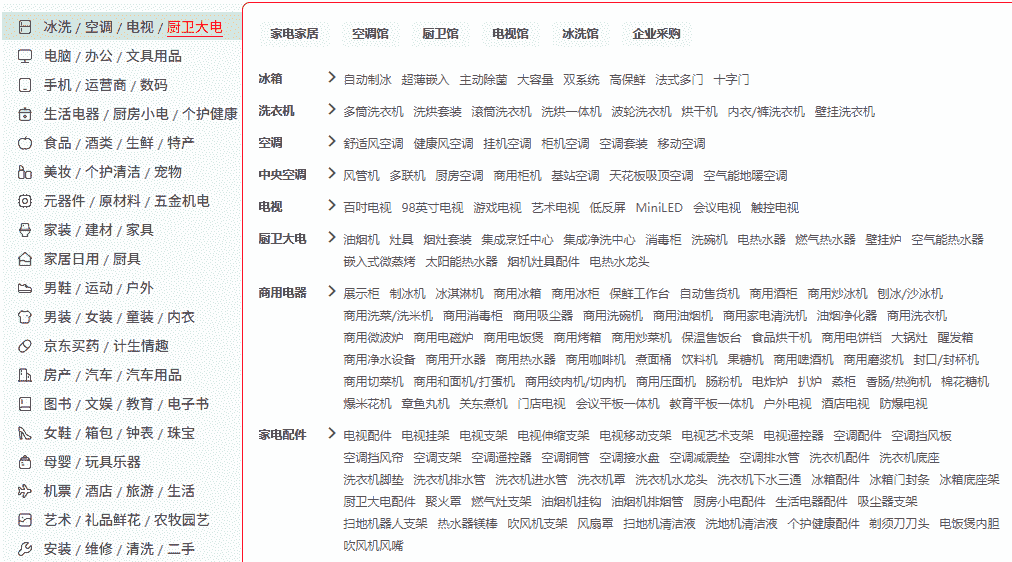 冰洗 / 空调 / 电视 / 厨卫大电
电脑 / 办公 / 文具用品
手机 / 运营商 / 数码
生活电器 / 厨房小电 / 个护健康
食品 / 酒类 / 生鲜 / 特产
美妆 / 个护清洁 / 宠物
元器件 / 原材料 / 五金机电
家装 / 建材 / 家具
家居日用 / 厨具
男鞋 / 运动 / 户外
男装 / 女装 / 童装 / 内衣
京东买药 / 计生情趣
房产 / 汽车 / 汽车用品
图书 / 文娱 / 教育 / 电子书
女鞋 / 箱包 / 钟表 / 珠宝
母婴 / 玩具乐器
机票 / 酒店 / 旅游 / 生活
艺术 / 礼品鲜花 / 农牧园艺
安装 / 维修 / 清洗 / 二手
家电家居 空调馆 厨卫馆 电视馆 冰洗馆 企业采购
冰箱 > 自动制冰 超薄嵌入 主动除菌 大容量 双系统 高保鲜 法式多门 十字门
洗衣机 > 多筒洗衣机 洗烘套装 滚筒洗衣机 洗烘一体机 波轮洗衣机 烘干机 内衣/裤洗衣机 壁挂洗衣机
空调 > 舒适风空调 健康风空调 挂机空调 柜机空调 空调套装 移动空调
中央空调 > 风管机 多联机 厨房空调 商用柜机 基站空调 天花板吸顶空调 空气能地暖空调
电视 > 百吋电视 98英寸电视 游戏电视 艺术电视 低反屏 MiniLED 会议电视 触控电视
厨卫大电 > 油烟机 灶具 烟灶套装 集成烹饪中心 集成净洗中心 消毒柜 洗碗机 电热水器 燃气热水器 壁挂炉 空气能热水器
嵌入式微蒸烤 太阳能热水器 烟机灶具配件 电热水龙头
商用电器 > 展示柜 制冰机 冰淇淋机 商用冰箱 商用冰柜 保鲜工作台 自动售货机 商用酒柜 商用炒冰机 刨冰/沙冰机
商用洗菜/洗米机 商用消毒柜 商用吸尘器 商用洗碗机 商用油烟机 商用家电清洗机 油烟净化器 商用洗衣机
商用微波炉 商用电磁炉 商用电饭煲 商用烤箱 商用炒菜机 保温售饭台 食品烘干机 商用电饼铛 大锅灶 醒发箱
商用净水设备 商用开水器 商用热水器 商用咖啡机 煮面桶 饮料机 果糖机 商用啤酒机 商用磨浆机 封口/封杯机
商用切菜机 商用和面机/打蛋机 商用绞肉机/切肉机 商用压面机 肠粉机 电炸炉 扒炉 蒸柜 香肠/热狗机 棉花糖机
爆米花机 章鱼丸机 关东煮机 门店电视 会议平板一体机 教育平板一体机 户外电视 酒店电视 防爆电视
家电配件 > 电视配件 电视挂架 电视支架 电视伸缩支架 电视移动支架 电视艺术支架 电视遥控器 空调配件 空调挡风板
空调挡风帘 空调支架 空调遥控器 空调铜管 空调接水盘 空调减震垫 空调排水管 洗衣机配件 洗衣机底座
洗衣机脚垫 洗衣机排水管 洗衣机进水管 洗衣机罩 洗衣机水龙头 洗衣机下水三通 冰箱配件 冰箱门封条 冰箱底座架
厨卫大电配件 聚火罩 燃气灶支架 油烟机挂钩 油烟机排烟管 厨房小电配件 生活电器配件 吸尘器支架
扫地机器人支架 热水器镁棒 吹风机支架 风扇罩 扫地机清洁液 洗地机清洁液 个护健康配件 剃须刀刀头 电饭煲内胆
吹风机风嘴